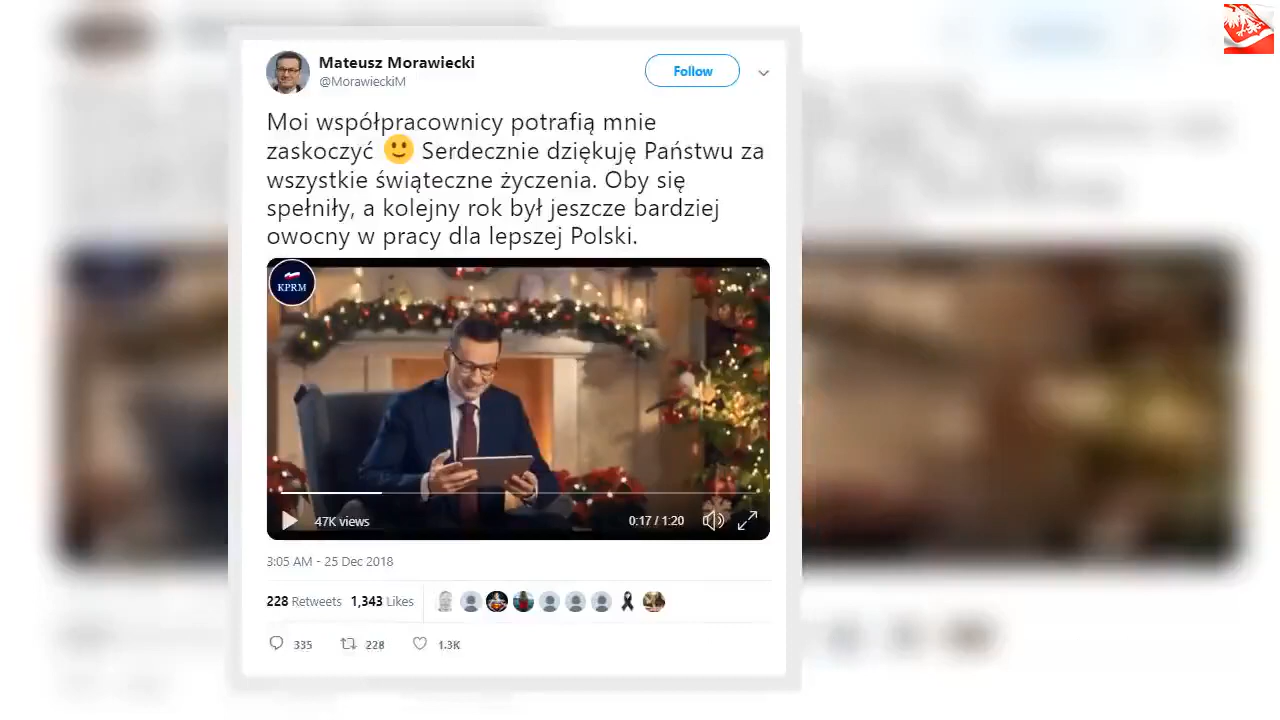 Mateusz Morawiecki
@MorawieckiM
Follow
Moi współpracownicy potrafią mnie
zaskoczyć 🙂 Serdecznie dziękuję Państwu za
wszystkie świąteczne życzenia. Oby się
spełniły, a kolejny rok był jeszcze bardziej
owocny w pracy dla lepszej Polski.
KPRM
47K views
0:17 / 1:20
3:05 AM - 25 Dec 2018
228 Retweets 1,343 Likes
335 228 1.3K